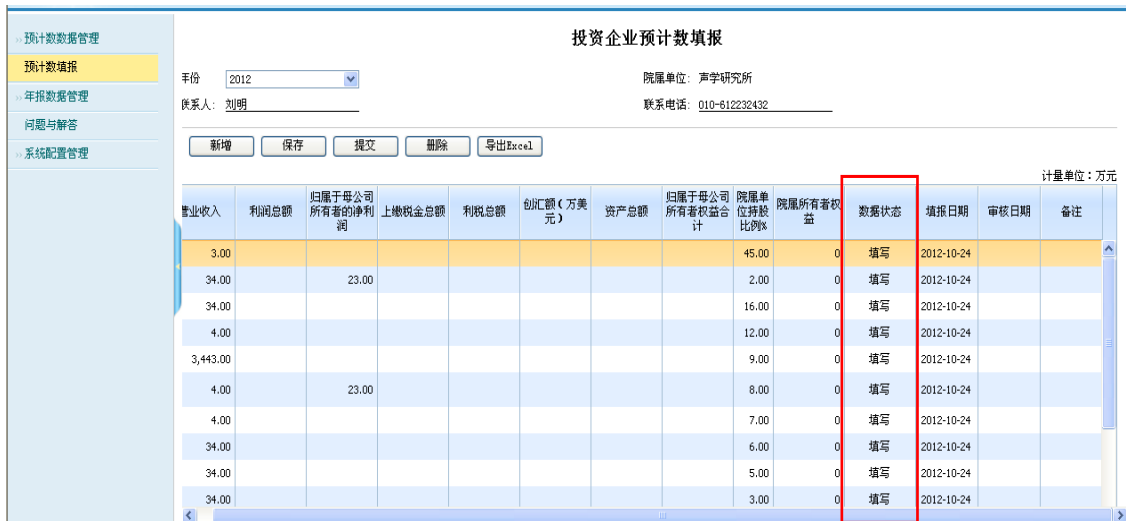 预计数数据管理
预计数填报
年报数据管理
问题与解答
系统配置管理
投资企业预计数填报
年份 2012 院属单位: 声学研究所
联系人: 刘明 联系电话: 010-612232432
新增 保存 提交 删除 导出Excel
计量单位：万元
营业收入 利润总额 归属于母公司所有者的净利润 上缴税金总额 利税总额 创汇额(万美元) 资产总额 归属于母公司所有者权益合计 院属单位持股比例% 院属所有者权益 数据状态 填报日期 审核日期 备注
3.00 45.00 0 填写 2012-10-24
34.00 23.00 2.00 0 填写 2012-10-24
34.00 16.00 0 填写 2012-10-24
4.00 12.00 0 填写 2012-10-24
3,443.00 9.00 0 填写 2012-10-24
4.00 23.00 8.00 0 填写 2012-10-24
4.00 7.00 0 填写 2012-10-24
34.00 6.00 0 填写 2012-10-24
34.00 5.00 0 填写 2012-10-24
34.00 3.00 0 填写 2012-10-24